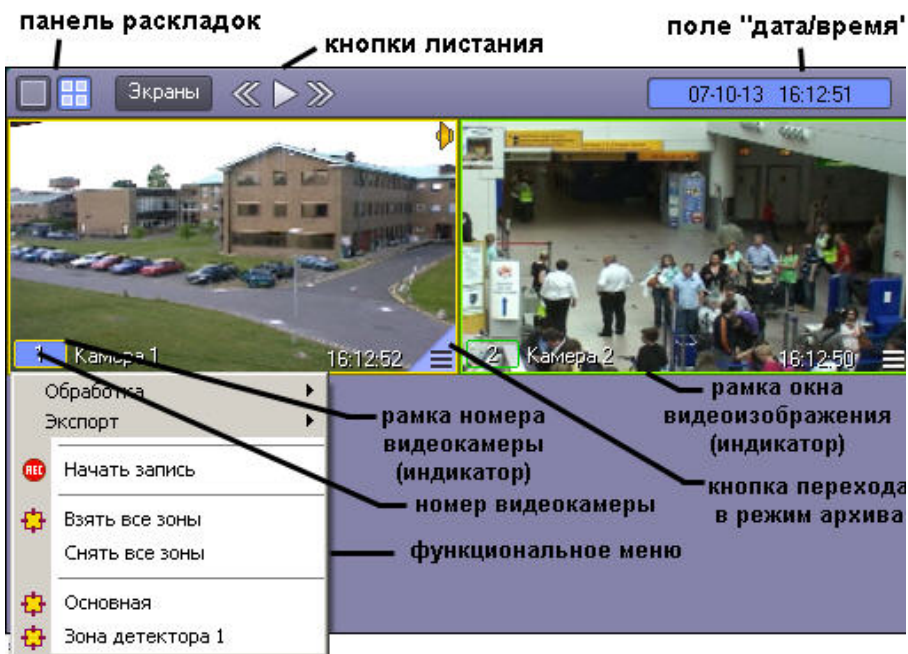 панель раскладок
кнопки листания
поле "дата/время"
Экраны
07-10-13 16:12:51
1 Камера 1 16:12:52
2 Камера 2 16:12:50
Обработка
Экспорт
REC Начать запись
Взять все зоны
Снять все зоны
Основная
Зона детектора 1
рамка номера
видеокамеры
(индикатор)
номер видеокамеры
функциональное меню
рамка окна
видеоизображения
(индикатор)
кнопка перехода
в режим архива